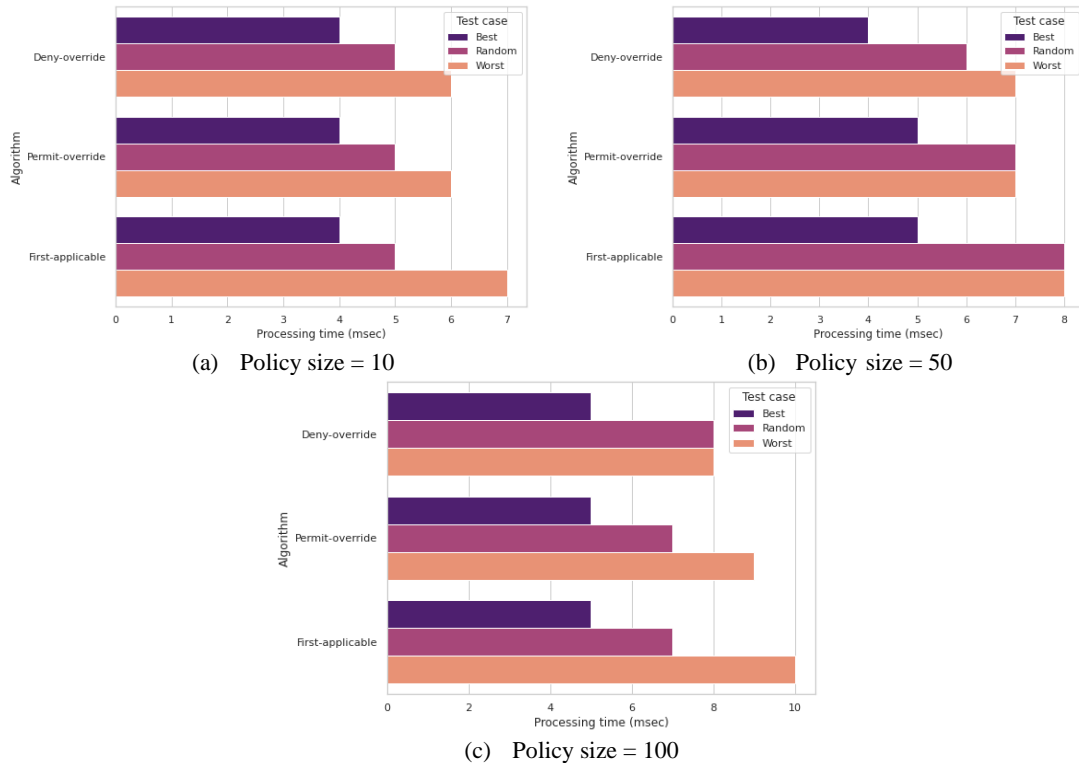 Test case
Best
Random
Worst
Deny-override
Permit-override
First-applicable
Algorithm
0 1 2 3 4 5 6 7
Processing time (msec)
(a) Policy size = 10
Test case
Best
Random
Worst
Deny-override
Permit-override
First-applicable
Algorithm
0 1 2 3 4 5 6 7 8
Processing time (msec)
(b) Policy size = 50
Test case
Best
Random
Worst
Deny-override
Permit-override
First-applicable
Algorithm
0 2 4 6 8 10
Processing time (msec)
(c) Policy size = 100